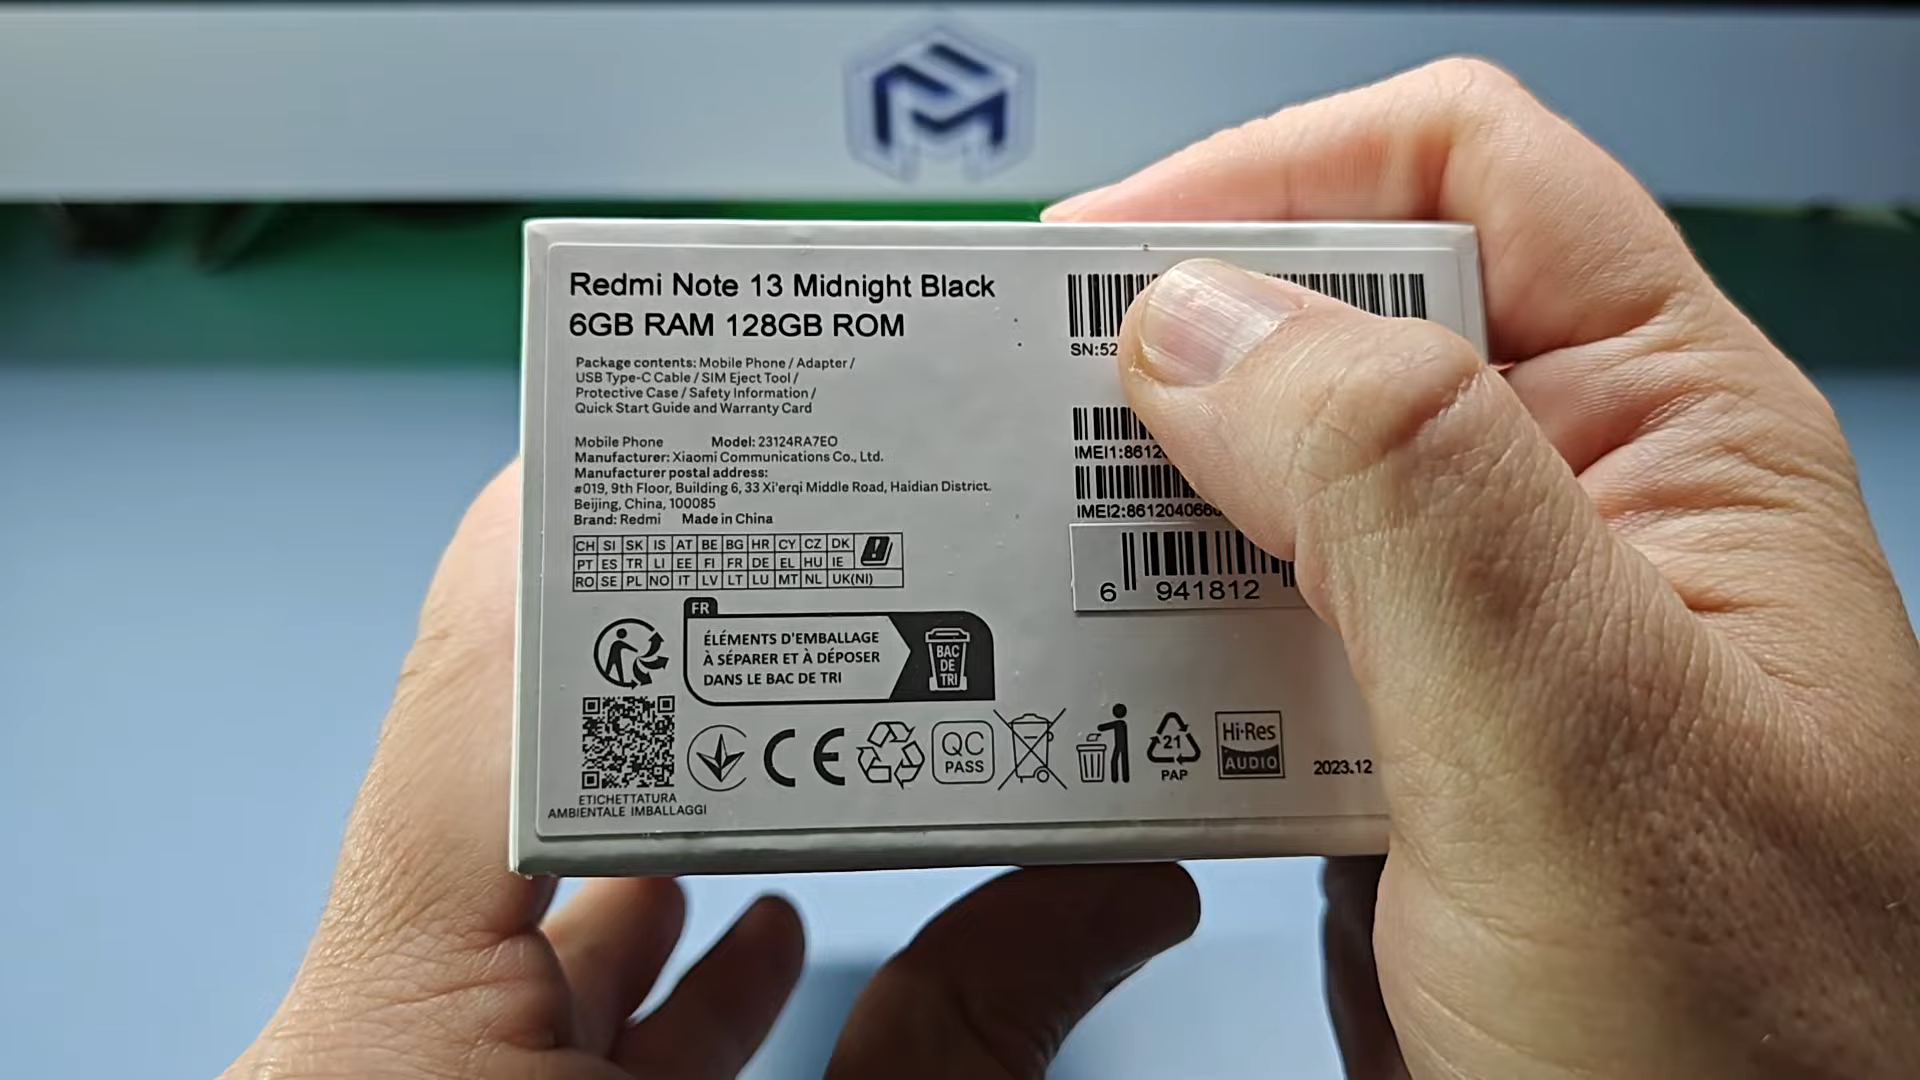 Redmi Note 13 Midnight Black
6GB RAM 128GB ROM
Package contents: Mobile Phone / Adapter /
USB Type-C Cable / SIM Eject Tool /
Protective Case / Safety Information /
Quick Start Guide and Warranty Card
Mobile Phone Model: 23124RA7EO
Manufacturer: Xiaomi Communications Co., Ltd.
Manufacturer postal address:
#019, 9th Floor, Building 6, 33 Xi'erqi Middle Road, Haidian District.
Beijing, China, 100085
Brand: Redmi Made in China
CH SI SK IS AT BE BG HR CY CZ DK
PT ES TR LI EE FI FR DE EL HU IE
RO SE PL NO IT LV LT LU MT NL UK(NI)
FR
ÉLÉMENTS D'EMBALLAGE
À SÉPARER ET À DÉPOSER
DANS LE BAC DE TRI
BAC
DE
TRI
ETICHETTATURA
AMBIENTALE IMBALLAGGI
CE
QC
PASS
21
PAP
Hi-Res
AUDIO
2023.12
SN:52
IMEI1:8612
IMEI2:861204066
6 941812